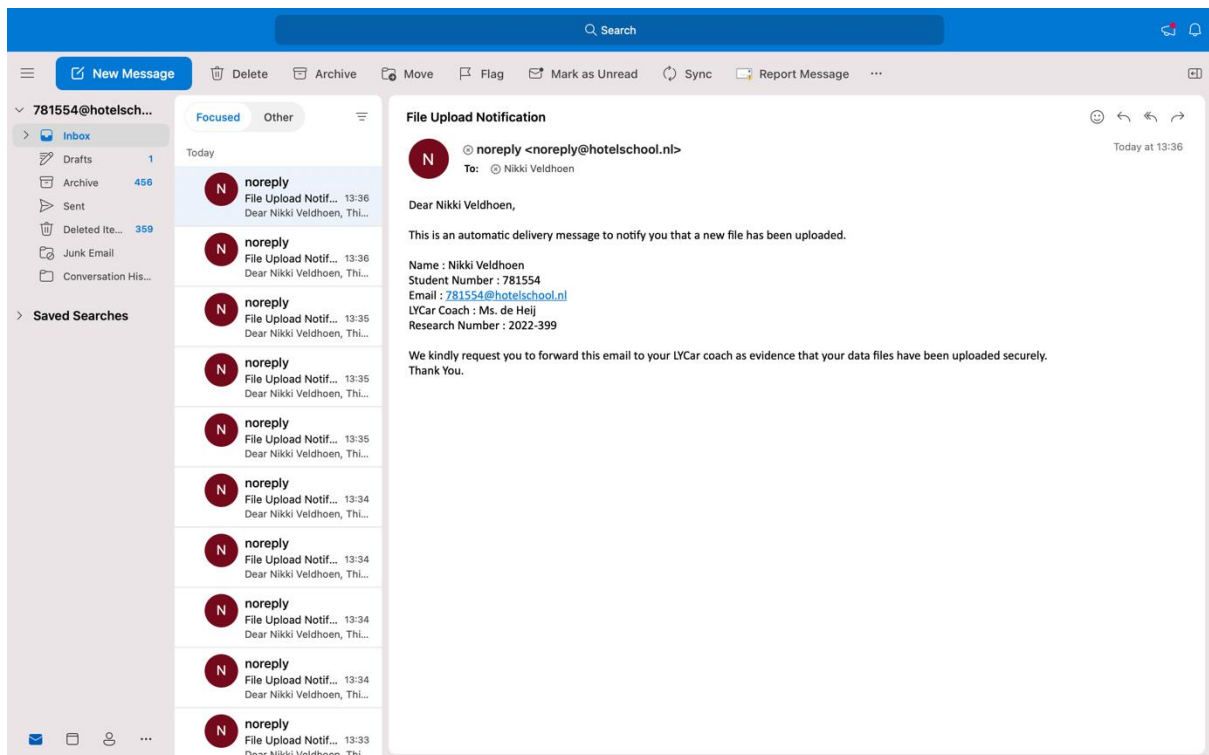 Search
New Message
Delete
Archive
Move
Flag
Mark as Unread
Sync
Report Message
781554@hotelsch...
Inbox
Drafts 1
Archive 456
Sent
Deleted Ite... 359
Junk Email
Conversation His...
Saved Searches
Focused Other
Today
N
noreply
File Upload Notif... 13:36
Dear Nikki Veldhoen, Thi...
N
noreply
File Upload Notif... 13:36
Dear Nikki Veldhoen, Thi...
N
noreply
File Upload Notif... 13:35
Dear Nikki Veldhoen, Thi...
N
noreply
File Upload Notif... 13:35
Dear Nikki Veldhoen, Thi...
N
noreply
File Upload Notif... 13:35
Dear Nikki Veldhoen, Thi...
N
noreply
File Upload Notif... 13:34
Dear Nikki Veldhoen, Thi...
N
noreply
File Upload Notif... 13:34
Dear Nikki Veldhoen, Thi...
N
noreply
File Upload Notif... 13:34
Dear Nikki Veldhoen, Thi...
N
noreply
File Upload Notif... 13:34
Dear Nikki Veldhoen, Thi...
N
noreply
File Upload Notif... 13:33
Dear Nikki Veldhoen, Thi...
File Upload Notification
N
noreply <noreply@hotelschool.nl>
To: Nikki Veldhoen
Today at 13:36
Dear Nikki Veldhoen,
This is an automatic delivery message to notify you that a new file has been uploaded.
Name : Nikki Veldhoen
Student Number : 781554
Email : 781554@hotelschool.nl
LYCar Coach : Ms. de Heij
Research Number : 2022-399
We kindly request you to forward this email to your LYCar coach as evidence that your data files have been uploaded securely.
Thank You.